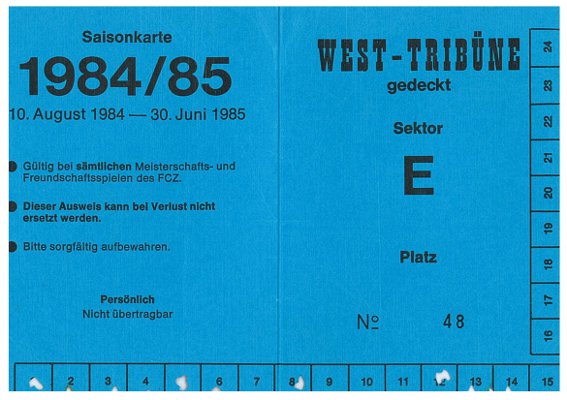 Saisonkarte
1984/85
10. August 1984 — 30. Juni 1985
Gültig bei sämtlichen Meisterschafts- und
Freundschaftsspielen des FCZ.
Dieser Ausweis kann bei Verlust nicht
ersetzt werden.
Bitte sorgfältig aufbewahren.
Persönlich
Nicht übertragbar
WEST-TRIBÜNE
gedeckt
Sektor
E
Platz
Nº 48
24
23
22
21
20
19
18
17
16
2 3 4 6 7 8 9 10 11 12 13 14 15